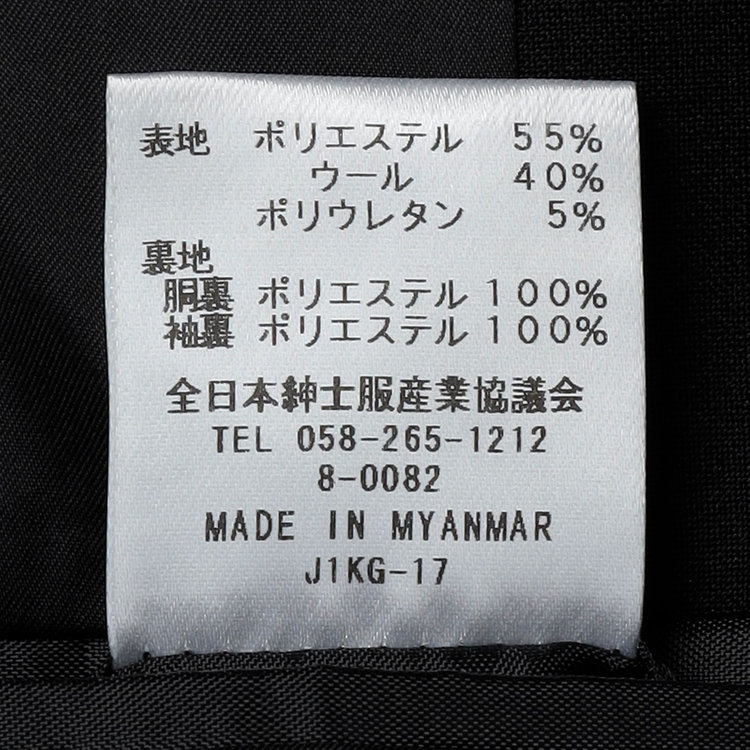 表地 ポリエステル 55%
ウール 40%
ポリウレタン 5%
裏地
胴裏 ポリエステル 100%
袖裏 ポリエステル 100%
全日本紳士服産業協議会
TEL 058-265-1212
8-0082
MADE IN MYANMAR
J1KG-17